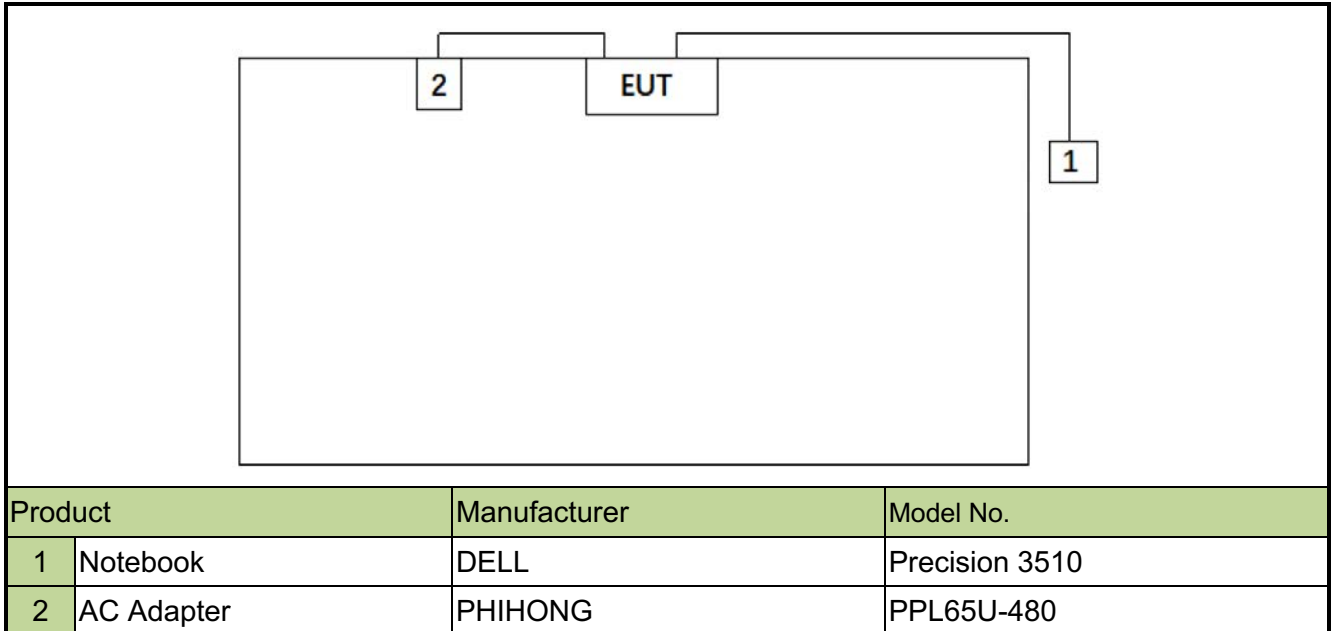 2 EUT
1
Product Manufacturer Model No.
1 Notebook DELL Precision 3510
2 AC Adapter PHIHONG PPL65U-480